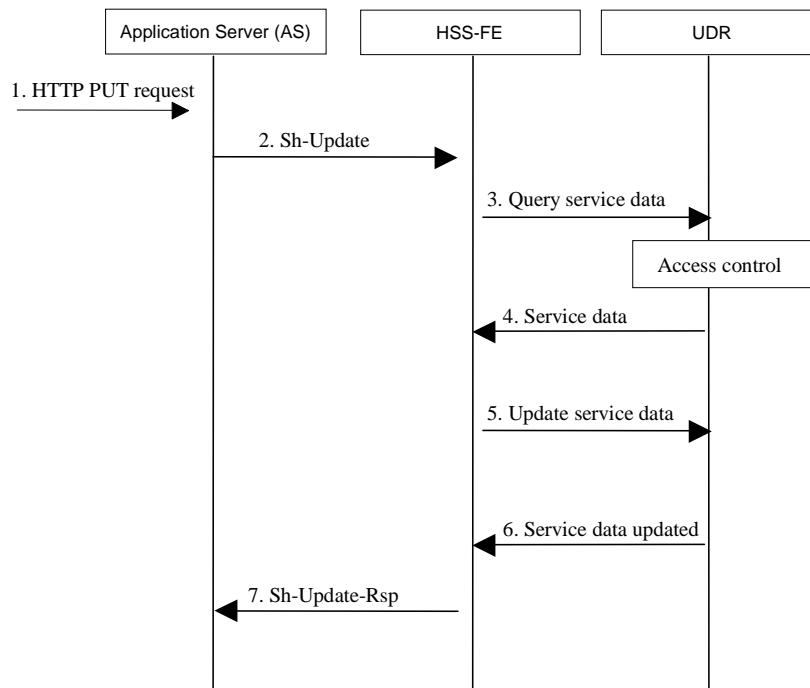 Application Server (AS)
HSS-FE
UDR
1. HTTP PUT request
2. Sh-Update
3. Query service data
Access control
4. Service data
5. Update service data
6. Service data updated
7. Sh-Update-Rsp